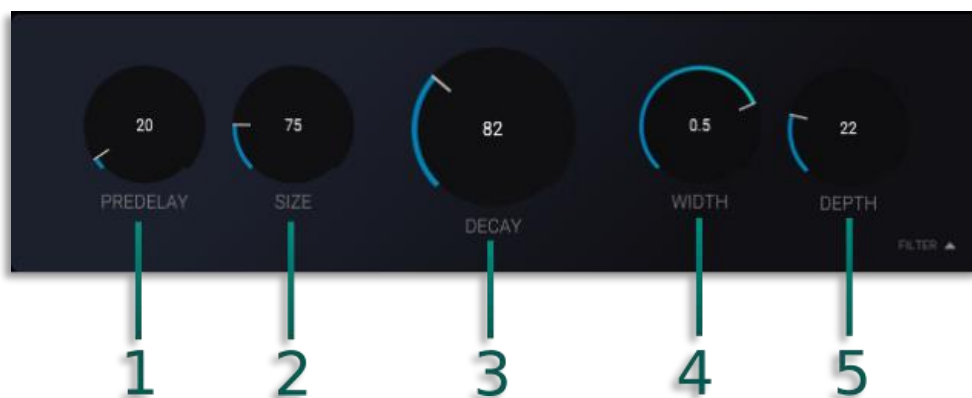 20
75
82
0.5
22
PREDELAY
SIZE
DECAY
WIDTH
DEPTH
FILTER
1
2
3
4
5